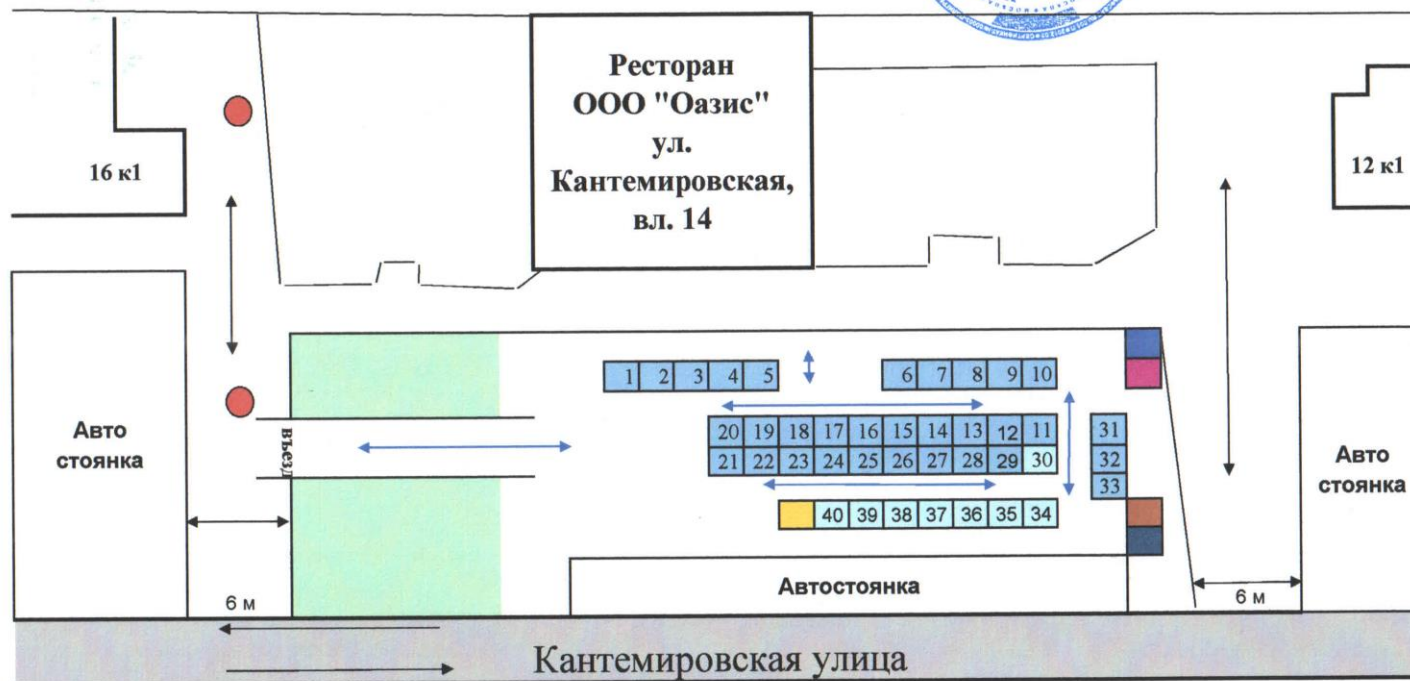 Ресторан
ООО "Оазис"
ул.
Кантемировская,
вл. 14
16 к1
12 к1
Авто
стоянка
въезд
1 2 3 4 5
6 7 8 9 10
20 19 18 17 16 15 14 13 12 11
21 22 23 24 25 26 27 28 29 30
31
32
33
40 39 38 37 36 35 34
Авто
стоянка
Автостоянка
6 м
6 м
Кантемировская улица